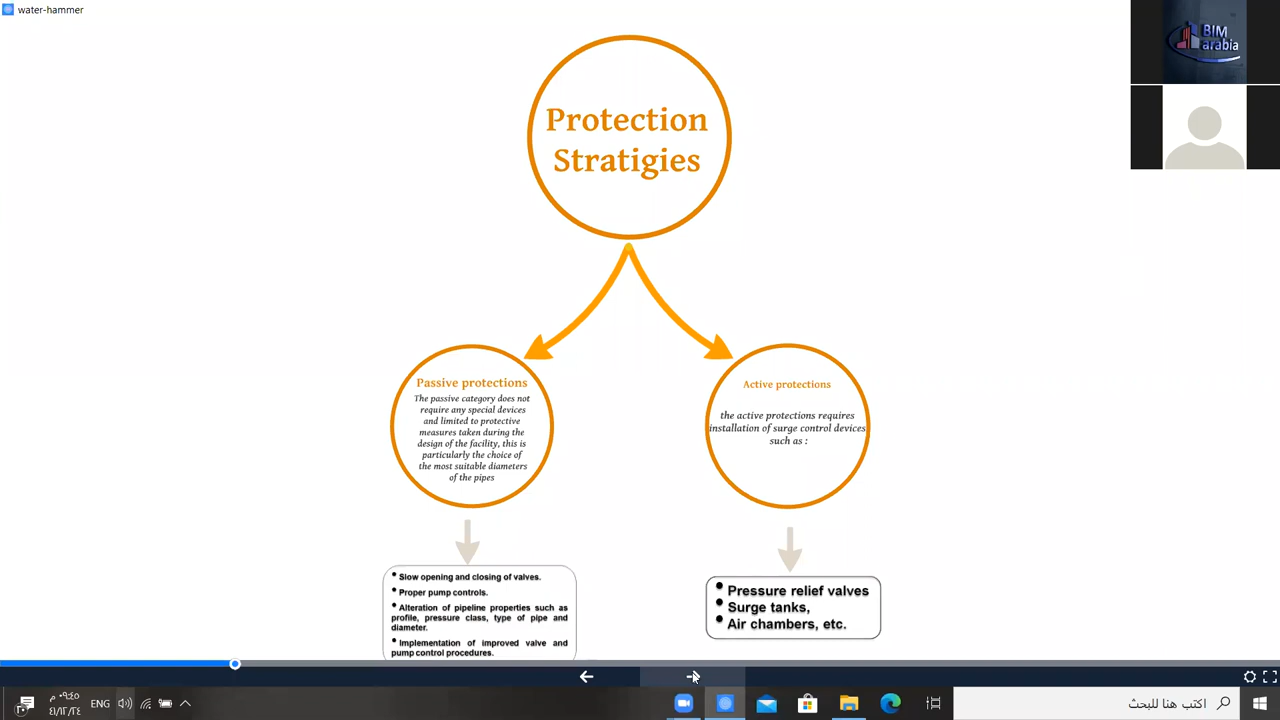 water-hammer
BIM
arabia
Protection
Stratigies
Passive protections
The passive category does not
require any special devices
and limited to protective
measures taken during the
design of the facility, this is
particularly the choice of
the most suitable diameters
of the pipes
Active protections
the active protections requires
installation of surge control devices
such as :
• Slow opening and closing of valves.
• Proper pump controls.
• Alteration of pipeline properties such as
profile, pressure class, type of pipe and
diameter.
• Implementation of improved valve and
pump control procedures.
• Pressure relief valves
• Surge tanks,
• Air chambers, etc.
ENG
اكتب هنا للبحث